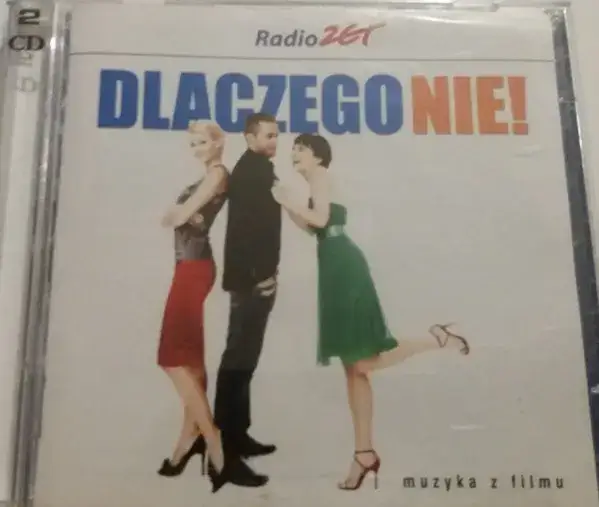 2
CD
Radio ZET
DLACZEGO NIE!
muzyka z filmu